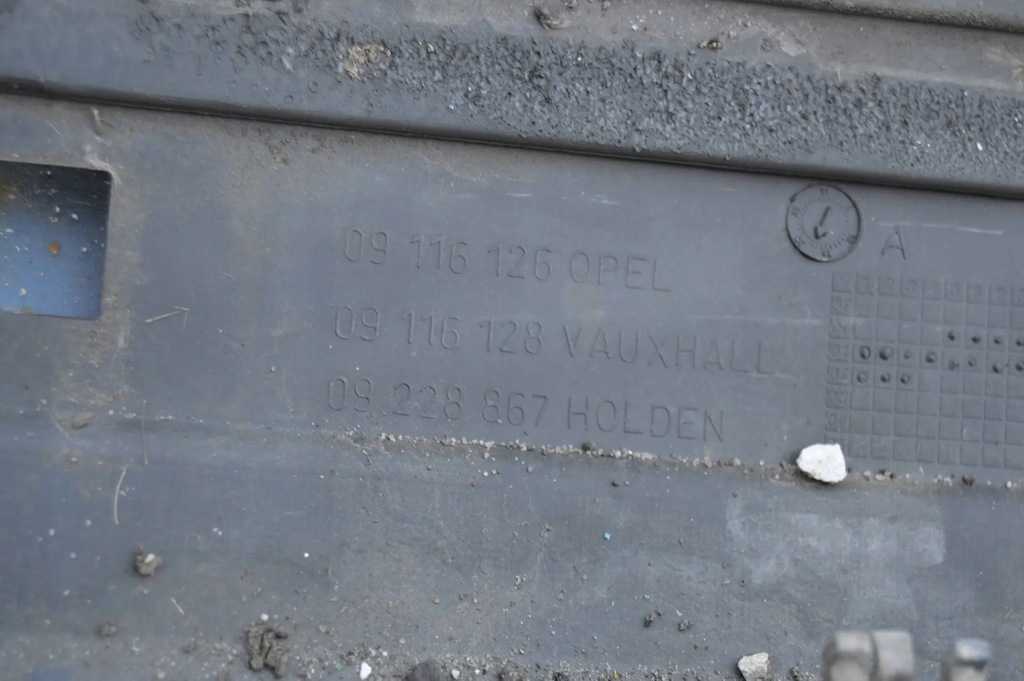 09 116 126 OPEL
09 116 128 VAUXHALL
09 228 867 HOLDEN
A